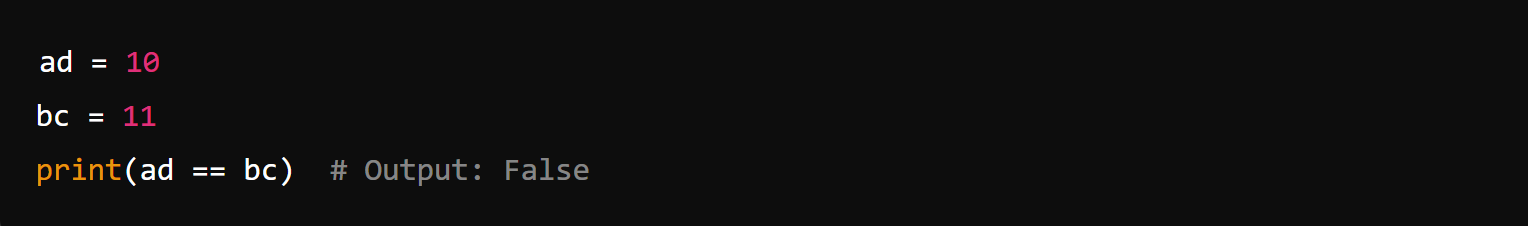 ad = 10
bc = 11
print(ad == bc)  # Output: False